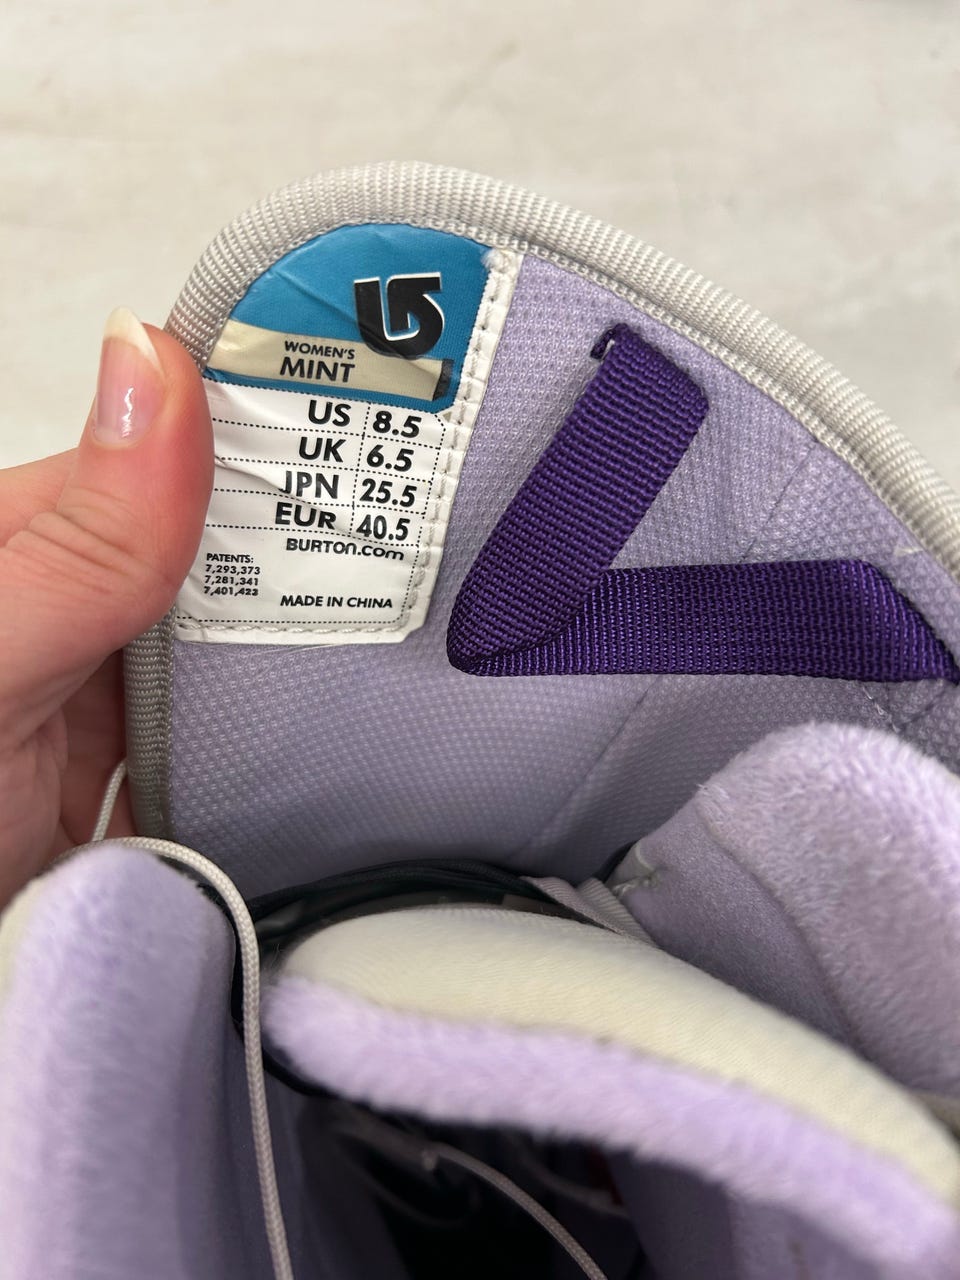 WOMEN'S
MINT
US 8.5
UK 6.5
JPN 25.5
EUR 40.5
BURTON.com
PATENTS:
7,293,373
7,281,341
7,401,423
MADE IN CHINA